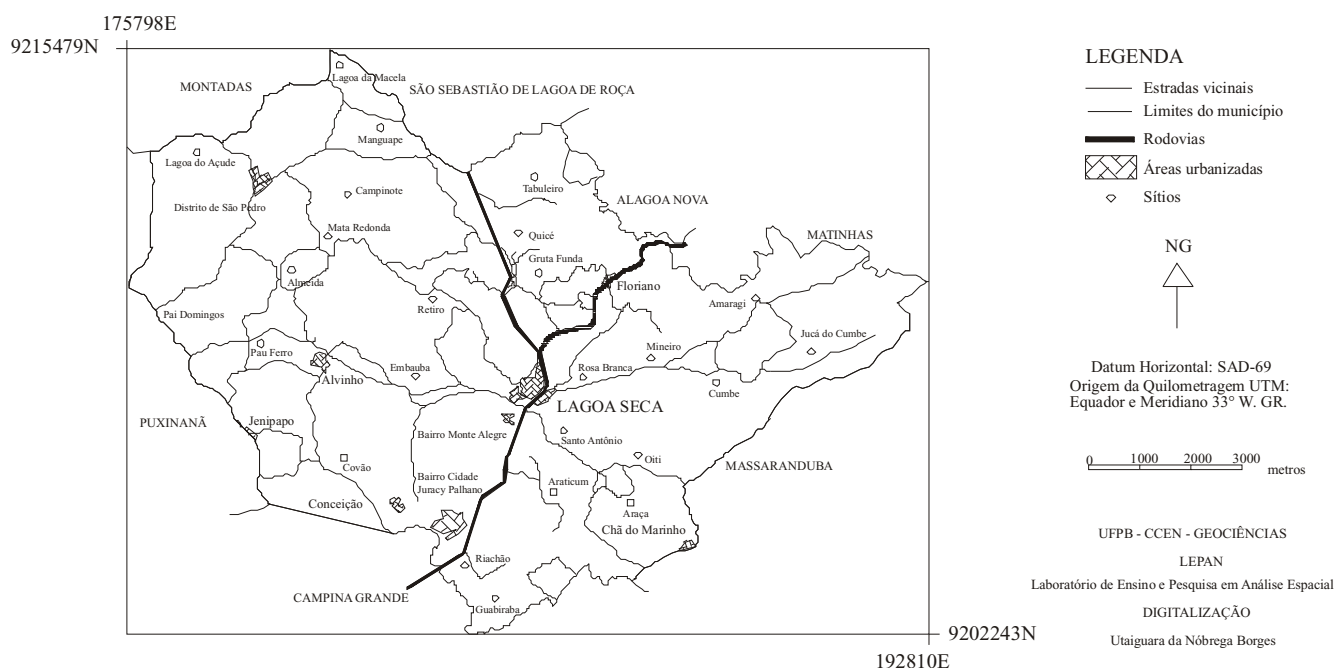 175798E
9215479N
Lagoa da Macela
MONTADAS
SÃO SEBASTIÃO DE LAGOA DE ROÇA
Manguape
Lagoa do Açude
Tabuleiro
Campinote
Distrito de São Pedro
ALAGOA NOVA
Mata Redonda
Quicé
MATINHAS
Gruta Funda
Almeida
Floriano
Amaragi
Retiro
Pai Domingos
Jucá do Cumbe
Mineiro
Pau Ferro
Embauba
Rosa Branca
Alvinho
Cumbe
LAGOA SECA
PUXINANÃ
Jenipapo
Bairro Monte Alegre
Santo Antônio
Oiti
MASSARANDUBA
Covão
Bairro Cidade
Juracy Palhano
Araticum
Conceição
Araça
Chã do Marinho
Riachão
CAMPINA GRANDE
Guabiraba
9202243N
192810E
LEGENDA
Estradas vicinais
Limites do município
Rodovias
Áreas urbanizadas
Sítios
NG
Datum Horizontal: SAD-69
Origem da Quilometragem UTM:
Equador e Meridiano 33° W. GR.
0 1000 2000 3000
metros
UFPB - CCEN - GEOCIÊNCIAS
LEPAN
Laboratório de Ensino e Pesquisa em Análise Espacial
DIGITALIZAÇÃO
Utaiguara da Nóbrega Borges